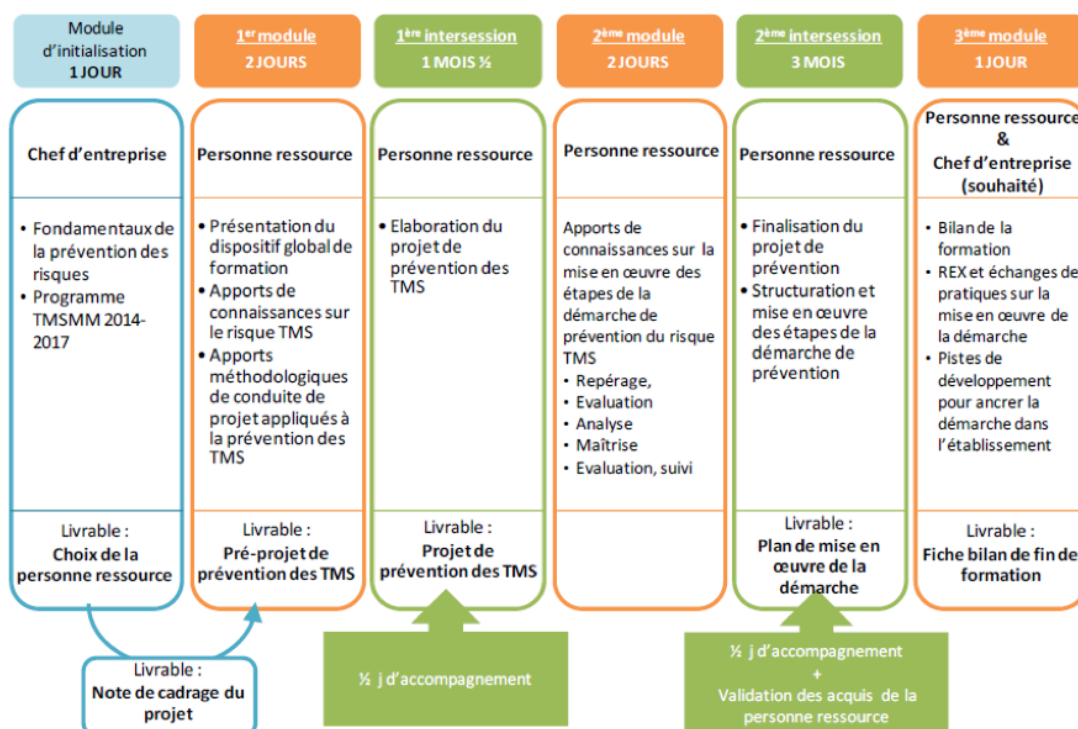 Module
d'initialisation
1 JOUR
1er module
2 JOURS
1ère intersession
1 MOIS ½
2ème module
2 JOURS
2ème intersession
3 MOIS
3ème module
1 JOUR
Chef d'entreprise
• Fondamentaux de
la prévention des
risques
• Programme
TMSMM 2014-
2017
Livrable :
Choix de la
personne ressource
Livrable :
Note de cadrage du
projet
Personne ressource
• Présentation du
dispositif global de
formation
• Apports de
connaissances sur
le risque TMS
• Apports
méthodologiques
de conduite de
projet appliqués à
la prévention des
TMS
Livrable :
Pré-projet de
prévention des TMS
Personne ressource
• Elaboration du
projet de
prévention des
TMS
Livrable :
Projet de
prévention des TMS
½ j d'accompagnement
Personne ressource
Apports de
connaissances sur la
mise en œuvre des
étapes de la
démarche de
prévention du risque
TMS
• Repérage,
• Evaluation
• Analyse
• Maîtrise
• Evaluation, suivi
Personne ressource
• Finalisation du
projet de
prévention
• Structuration et
mise en œuvre
des étapes de la
démarche de
prévention
Livrable :
Plan de mise en
œuvre de la
démarche
½ j d'accompagnement
+
Validation des acquis de la
personne ressource
Personne ressource
&
Chef d'entreprise
(souhaité)
• Bilan de la
formation
• REX et échanges de
pratiques sur la
mise en œuvre de
la démarche
• Pistes de
développement
pour ancrer la
démarche dans
l'établissement
Livrable :
Fiche bilan de fin de
formation